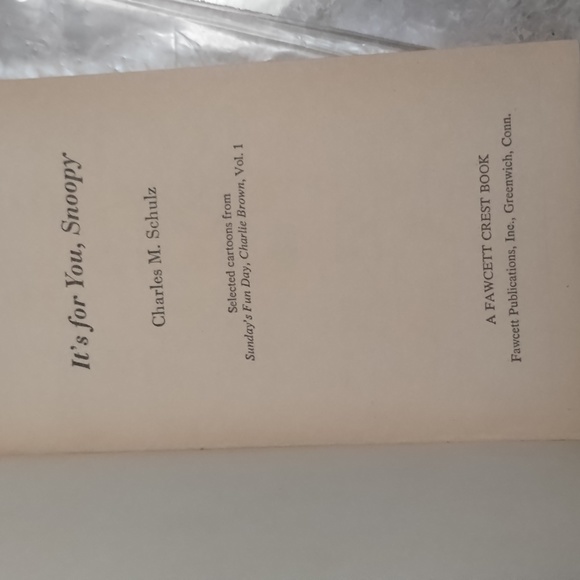 It's for You, Snoopy
Charles M. Schulz
Selected cartoons from
Sunday's Fun Day, Charlie Brown, Vol. 1
A FAWCETT CREST BOOK
Fawcett Publications, Inc., Greenwich, Conn.